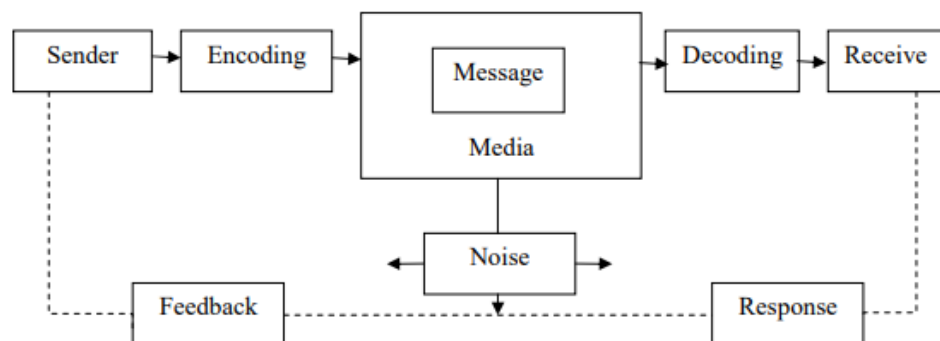 Sender
Encoding
Message
Media
Decoding
Receive
Noise
Feedback
Response